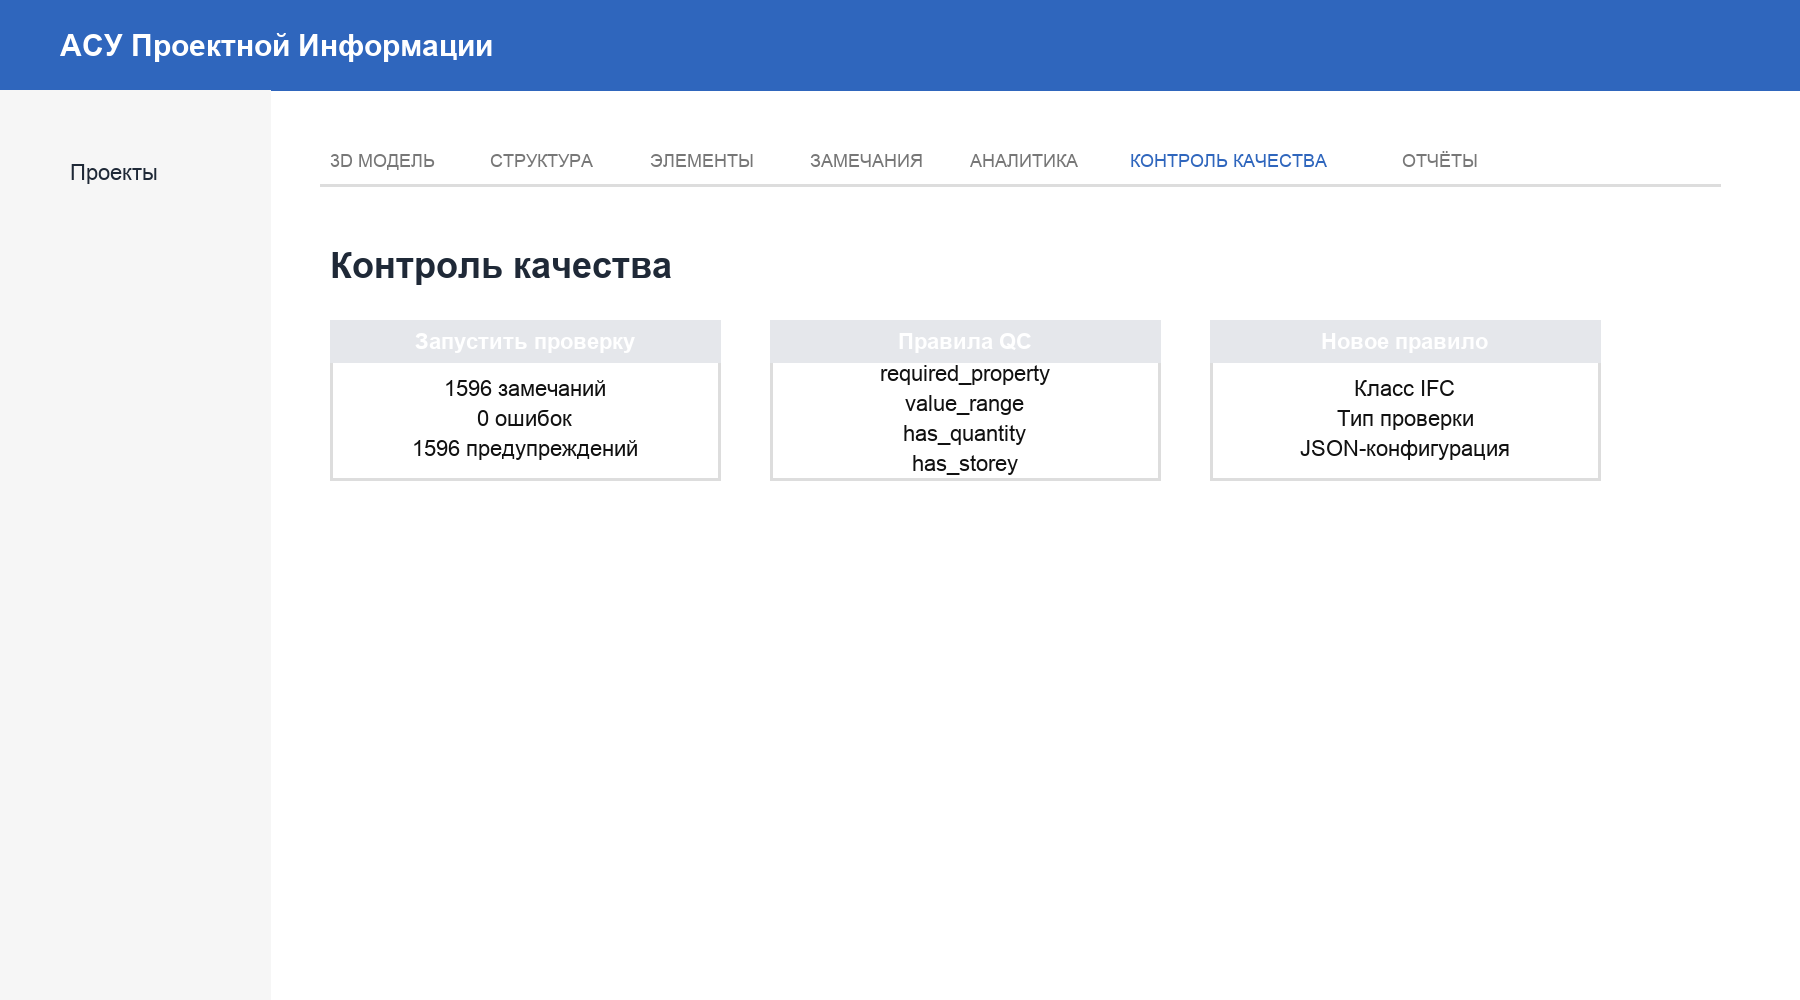 АСУ Проектной Информации
Проекты
3D МОДЕЛЬ СТРУКТУРА ЭЛЕМЕНТЫ ЗАМЕЧАНИЯ АНАЛИТИКА КОНТРОЛЬ КАЧЕСТВА ОТЧЁТЫ
Контроль качества
Запустить проверку
1596 замечаний
0 ошибок
1596 предупреждений
Правила QC
required_property
value_range
has_quantity
has_storey
Новое правило
Класс IFC
Тип проверки
JSON-конфигурация